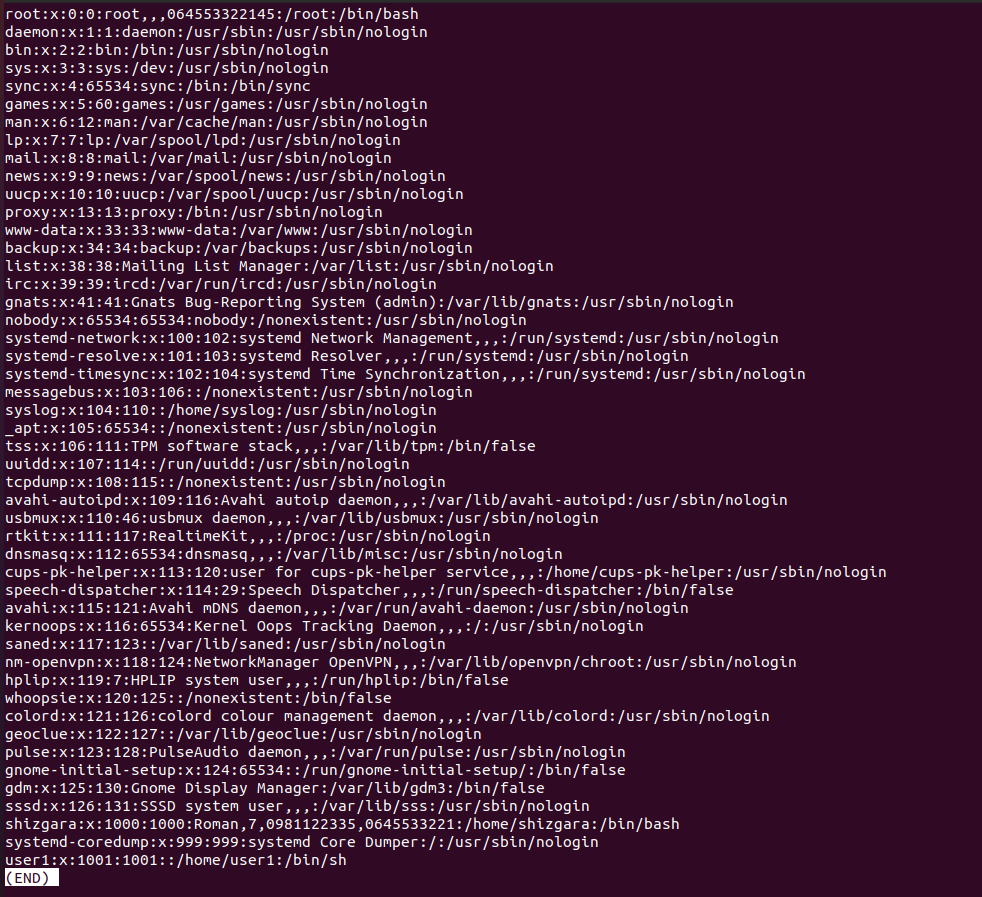 root:x:0:0:root,,,064553322145:/root:/bin/bash
daemon:x:1:1:daemon:/usr/sbin:/usr/sbin/nologin
bin:x:2:2:bin:/bin:/usr/sbin/nologin
sys:x:3:3:sys:/dev:/usr/sbin/nologin
sync:x:4:65534:sync:/bin:/bin/sync
games:x:5:60:games:/usr/games:/usr/sbin/nologin
man:x:6:12:man:/var/cache/man:/usr/sbin/nologin
lp:x:7:7:lp:/var/spool/lpd:/usr/sbin/nologin
mail:x:8:8:mail:/var/mail:/usr/sbin/nologin
news:x:9:9:news:/var/spool/news:/usr/sbin/nologin
uucp:x:10:10:uucp:/var/spool/uucp:/usr/sbin/nologin
proxy:x:13:13:proxy:/bin:/usr/sbin/nologin
www-data:x:33:33:www-data:/var/www:/usr/sbin/nologin
backup:x:34:34:backup:/var/backups:/usr/sbin/nologin
list:x:38:38:Mailing List Manager:/var/list:/usr/sbin/nologin
irc:x:39:39:ircd:/var/run/ircd:/usr/sbin/nologin
gnats:x:41:41:Gnats Bug-Reporting System (admin):/var/lib/gnats:/usr/sbin/nologin
nobody:x:65534:65534:nobody:/nonexistent:/usr/sbin/nologin
systemd-network:x:100:102:systemd Network Management,,,:/run/systemd:/usr/sbin/nologin
systemd-resolve:x:101:103:systemd Resolver,,,:/run/systemd:/usr/sbin/nologin
systemd-timesync:x:102:104:systemd Time Synchronization,,,:/run/systemd:/usr/sbin/nologin
messagebus:x:103:106::/nonexistent:/usr/sbin/nologin
syslog:x:104:110::/home/syslog:/usr/sbin/nologin
_apt:x:105:65534::/nonexistent:/usr/sbin/nologin
tss:x:106:111:TPM software stack,,,:/var/lib/tpm:/bin/false
uuidd:x:107:114::/run/uuidd:/usr/sbin/nologin
tcpdump:x:108:115::/nonexistent:/usr/sbin/nologin
avahi-autoipd:x:109:116:Avahi autoip daemon,,,:/var/lib/avahi-autoipd:/usr/sbin/nologin
usbmux:x:110:46:usbmux daemon,,,:/var/lib/usbmux:/usr/sbin/nologin
rtkit:x:111:117:RealtimeKit,,,:/proc:/usr/sbin/nologin
dnsmasq:x:112:65534:dnsmasq,,,:/var/lib/misc:/usr/sbin/nologin
cups-pk-helper:x:113:120:user for cups-pk-helper service,,,:/home/cups-pk-helper:/usr/sbin/nologin
speech-dispatcher:x:114:29:Speech Dispatcher,,,:/run/speech-dispatcher:/bin/false
avahi:x:115:121:Avahi mDNS daemon,,,:/var/run/avahi-daemon:/usr/sbin/nologin
kernoops:x:116:65534:Kernel Oops Tracking Daemon,,,:/:/usr/sbin/nologin
saned:x:117:123::/var/lib/saned:/usr/sbin/nologin
nm-openvpn:x:118:124:NetworkManager OpenVPN,,,:/var/lib/openvpn/chroot:/usr/sbin/nologin
hplip:x:119:7:HPLIP system user,,,:/run/hplip:/bin/false
whoopsie:x:120:125::/nonexistent:/bin/false
colord:x:121:126:colord colour management daemon,,,:/var/lib/colord:/usr/sbin/nologin
geoclue:x:122:127::/var/lib/geoclue:/usr/sbin/nologin
pulse:x:123:128:PulseAudio daemon,,,:/var/run/pulse:/usr/sbin/nologin
gnome-initial-setup:x:124:65534::/run/gnome-initial-setup/:/bin/false
gdm:x:125:130:Gnome Display Manager:/var/lib/gdm3:/bin/false
sssd:x:126:131:SSSD system user,,,:/var/lib/sss:/usr/sbin/nologin
shizgara:x:1000:1000:Roman,7,0981122335,0645533221:/home/shizgara:/bin/bash
systemd-coredump:x:999:999:systemd Core Dumper:/:/usr/sbin/nologin
user1:x:1001:1001::/home/user1:/bin/sh
(END)